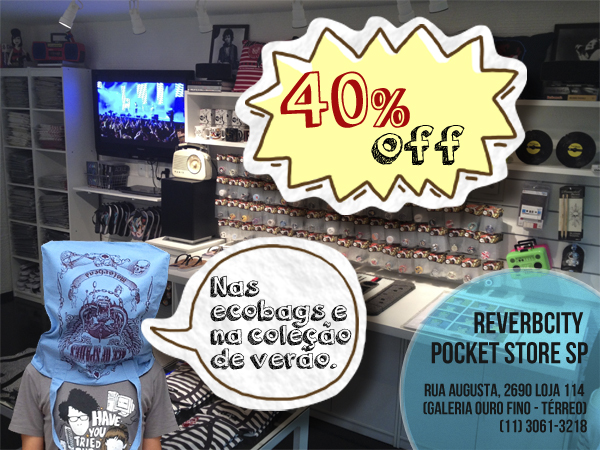 40%
off
Nas
ecobags e
na coleção
de verão.
REVERBCITY
POCKET STORE SP
RUA AUGUSTA, 2690 LOJA 114
(GALERIA OURO FINO - TÉRREO)
(11) 3061-3218
HAVE
YOU
TRIED